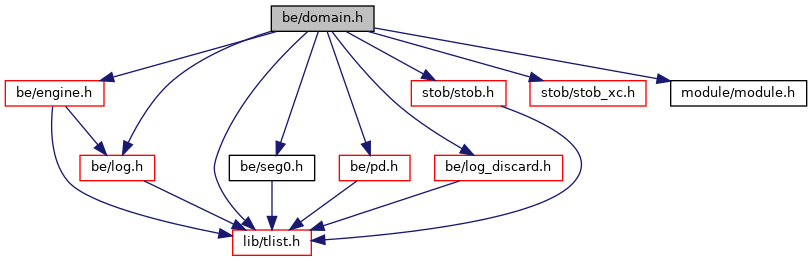 be/domain.h
be/engine.h
stob/stob.h
stob/stob_xc.h
module/module.h
be/log.h
be/seg0.h
be/pd.h
be/log_discard.h
lib/tlist.h